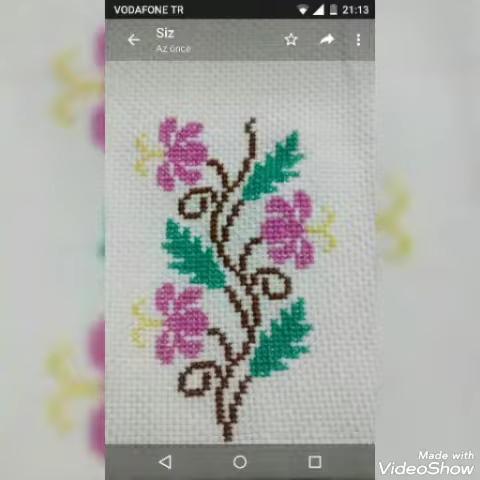 VODAFONE TR 21:13
Siz
Az önce
Made with
VideoShow